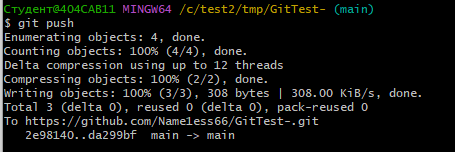 Студент@404CAB11 MINGW64 /c/test2/tmp/GitTest- (main)
$ git push
Enumerating objects: 4, done.
Counting objects: 100% (4/4), done.
Delta compression using up to 12 threads
Compressing objects: 100% (2/2), done.
Writing objects: 100% (3/3), 308 bytes | 308.00 KiB/s, done.
Total 3 (delta 0), reused 0 (delta 0), pack-reused 0
To https://github.com/Name1ess66/GitTest-.git
   2e98140..da299bf  main -> main